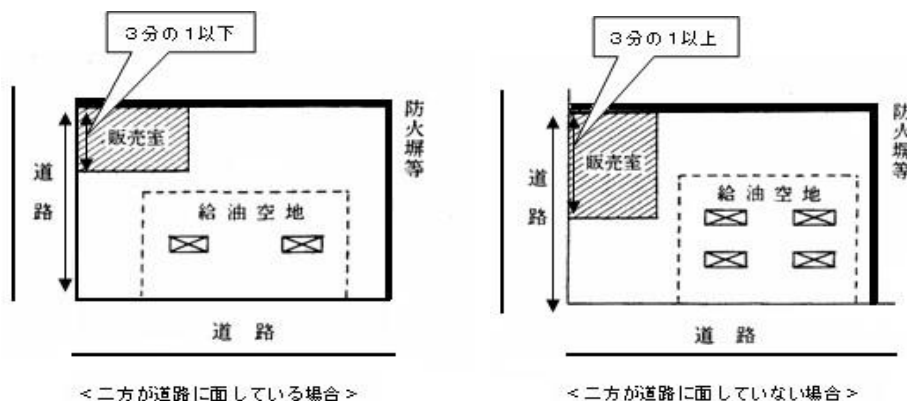 ３分の１以下
販売室
道路
防火塀等
給油空地
道路
＜二方が道路に面している場合＞
３分の１以上
販売室
道路
防火塀等
給油空地
道路
＜二方が道路に面していない場合＞